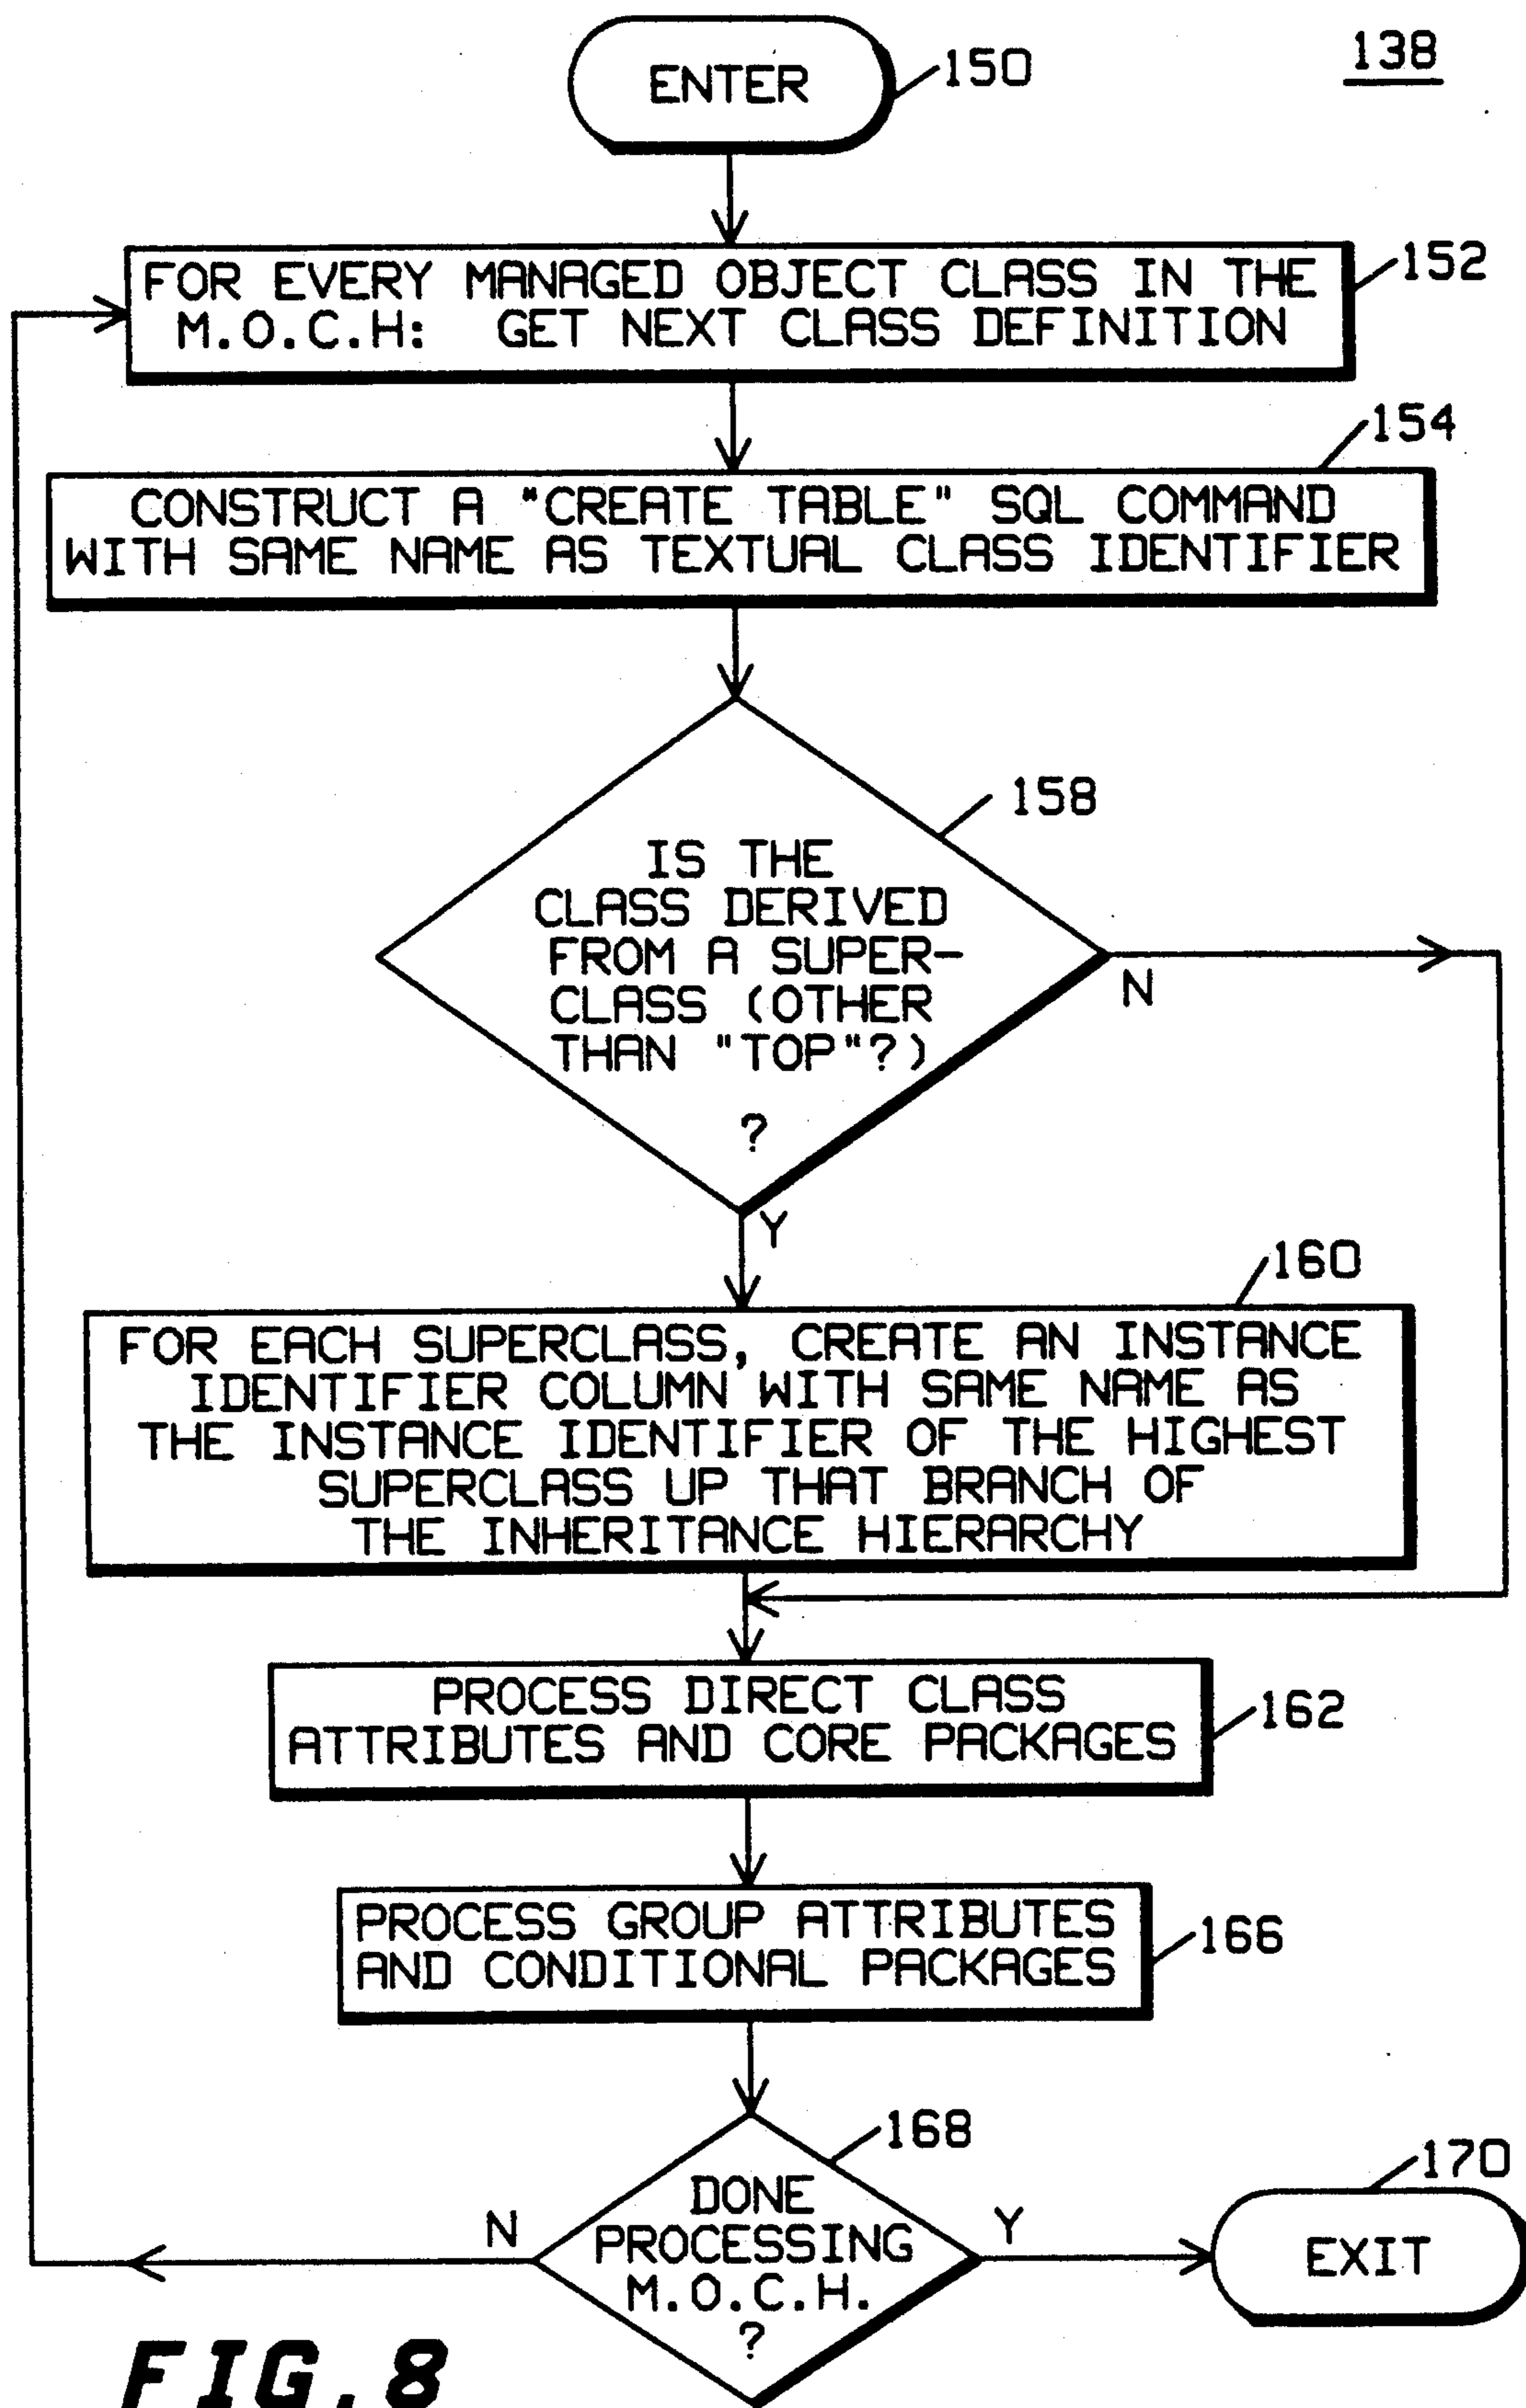 138
ENTER
150
FOR EVERY MANAGED OBJECT CLASS IN THE
M.O.C.H: GET NEXT CLASS DEFINITION
152
154
CONSTRUCT A "CREATE TABLE" SQL COMMAND
WITH SAME NAME AS TEXTUAL CLASS IDENTIFIER
158
IS THE
CLASS DERIVED
FROM A SUPER-
CLASS (OTHER
THAN "TOP"?)
?
N
Y
160
FOR EACH SUPERCLASS, CREATE AN INSTANCE
IDENTIFIER COLUMN WITH SAME NAME AS
THE INSTANCE IDENTIFIER OF THE HIGHEST
SUPERCLASS UP THAT BRANCH OF
THE INHERITANCE HIERARCHY
PROCESS DIRECT CLASS
ATTRIBUTES AND CORE PACKAGES
162
PROCESS GROUP ATTRIBUTES
AND CONDITIONAL PACKAGES
166
168
DONE
PROCESSING
M.O.C.H.
?
N
Y
170
EXIT
FIG.8